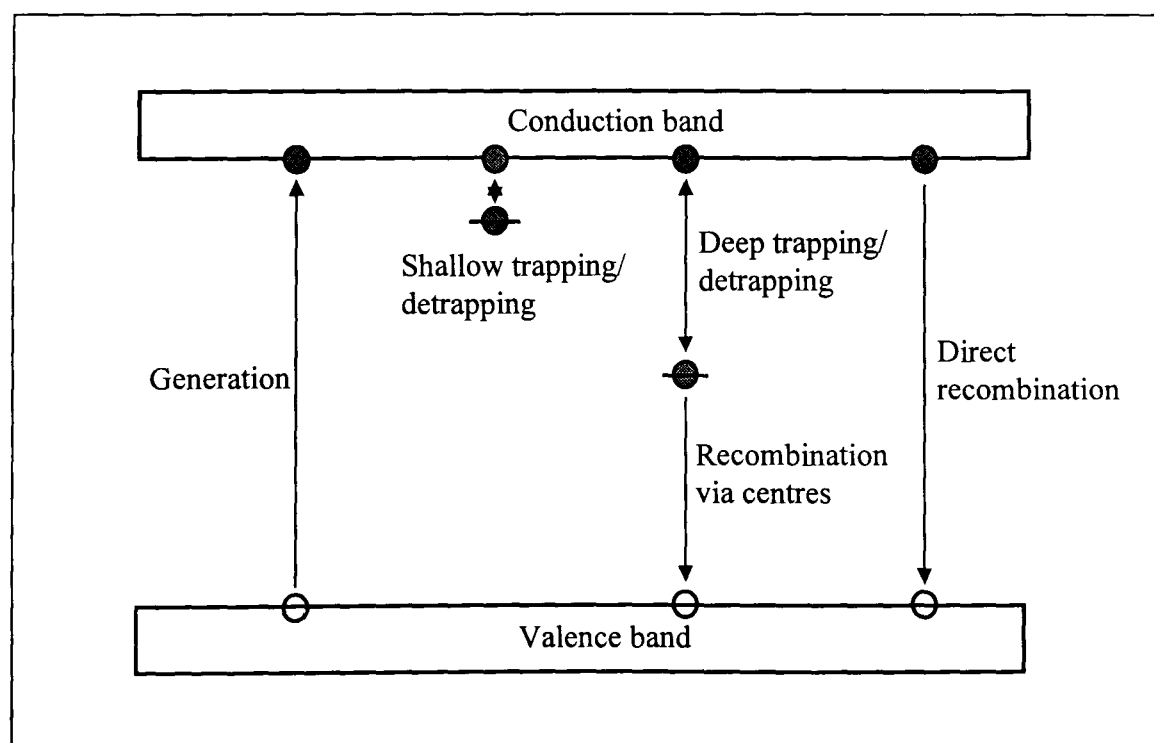 Conduction band
Shallow trapping/
detrapping
Deep trapping/
detrapping
Generation
Direct
recombination
Recombination
via centres
Valence band